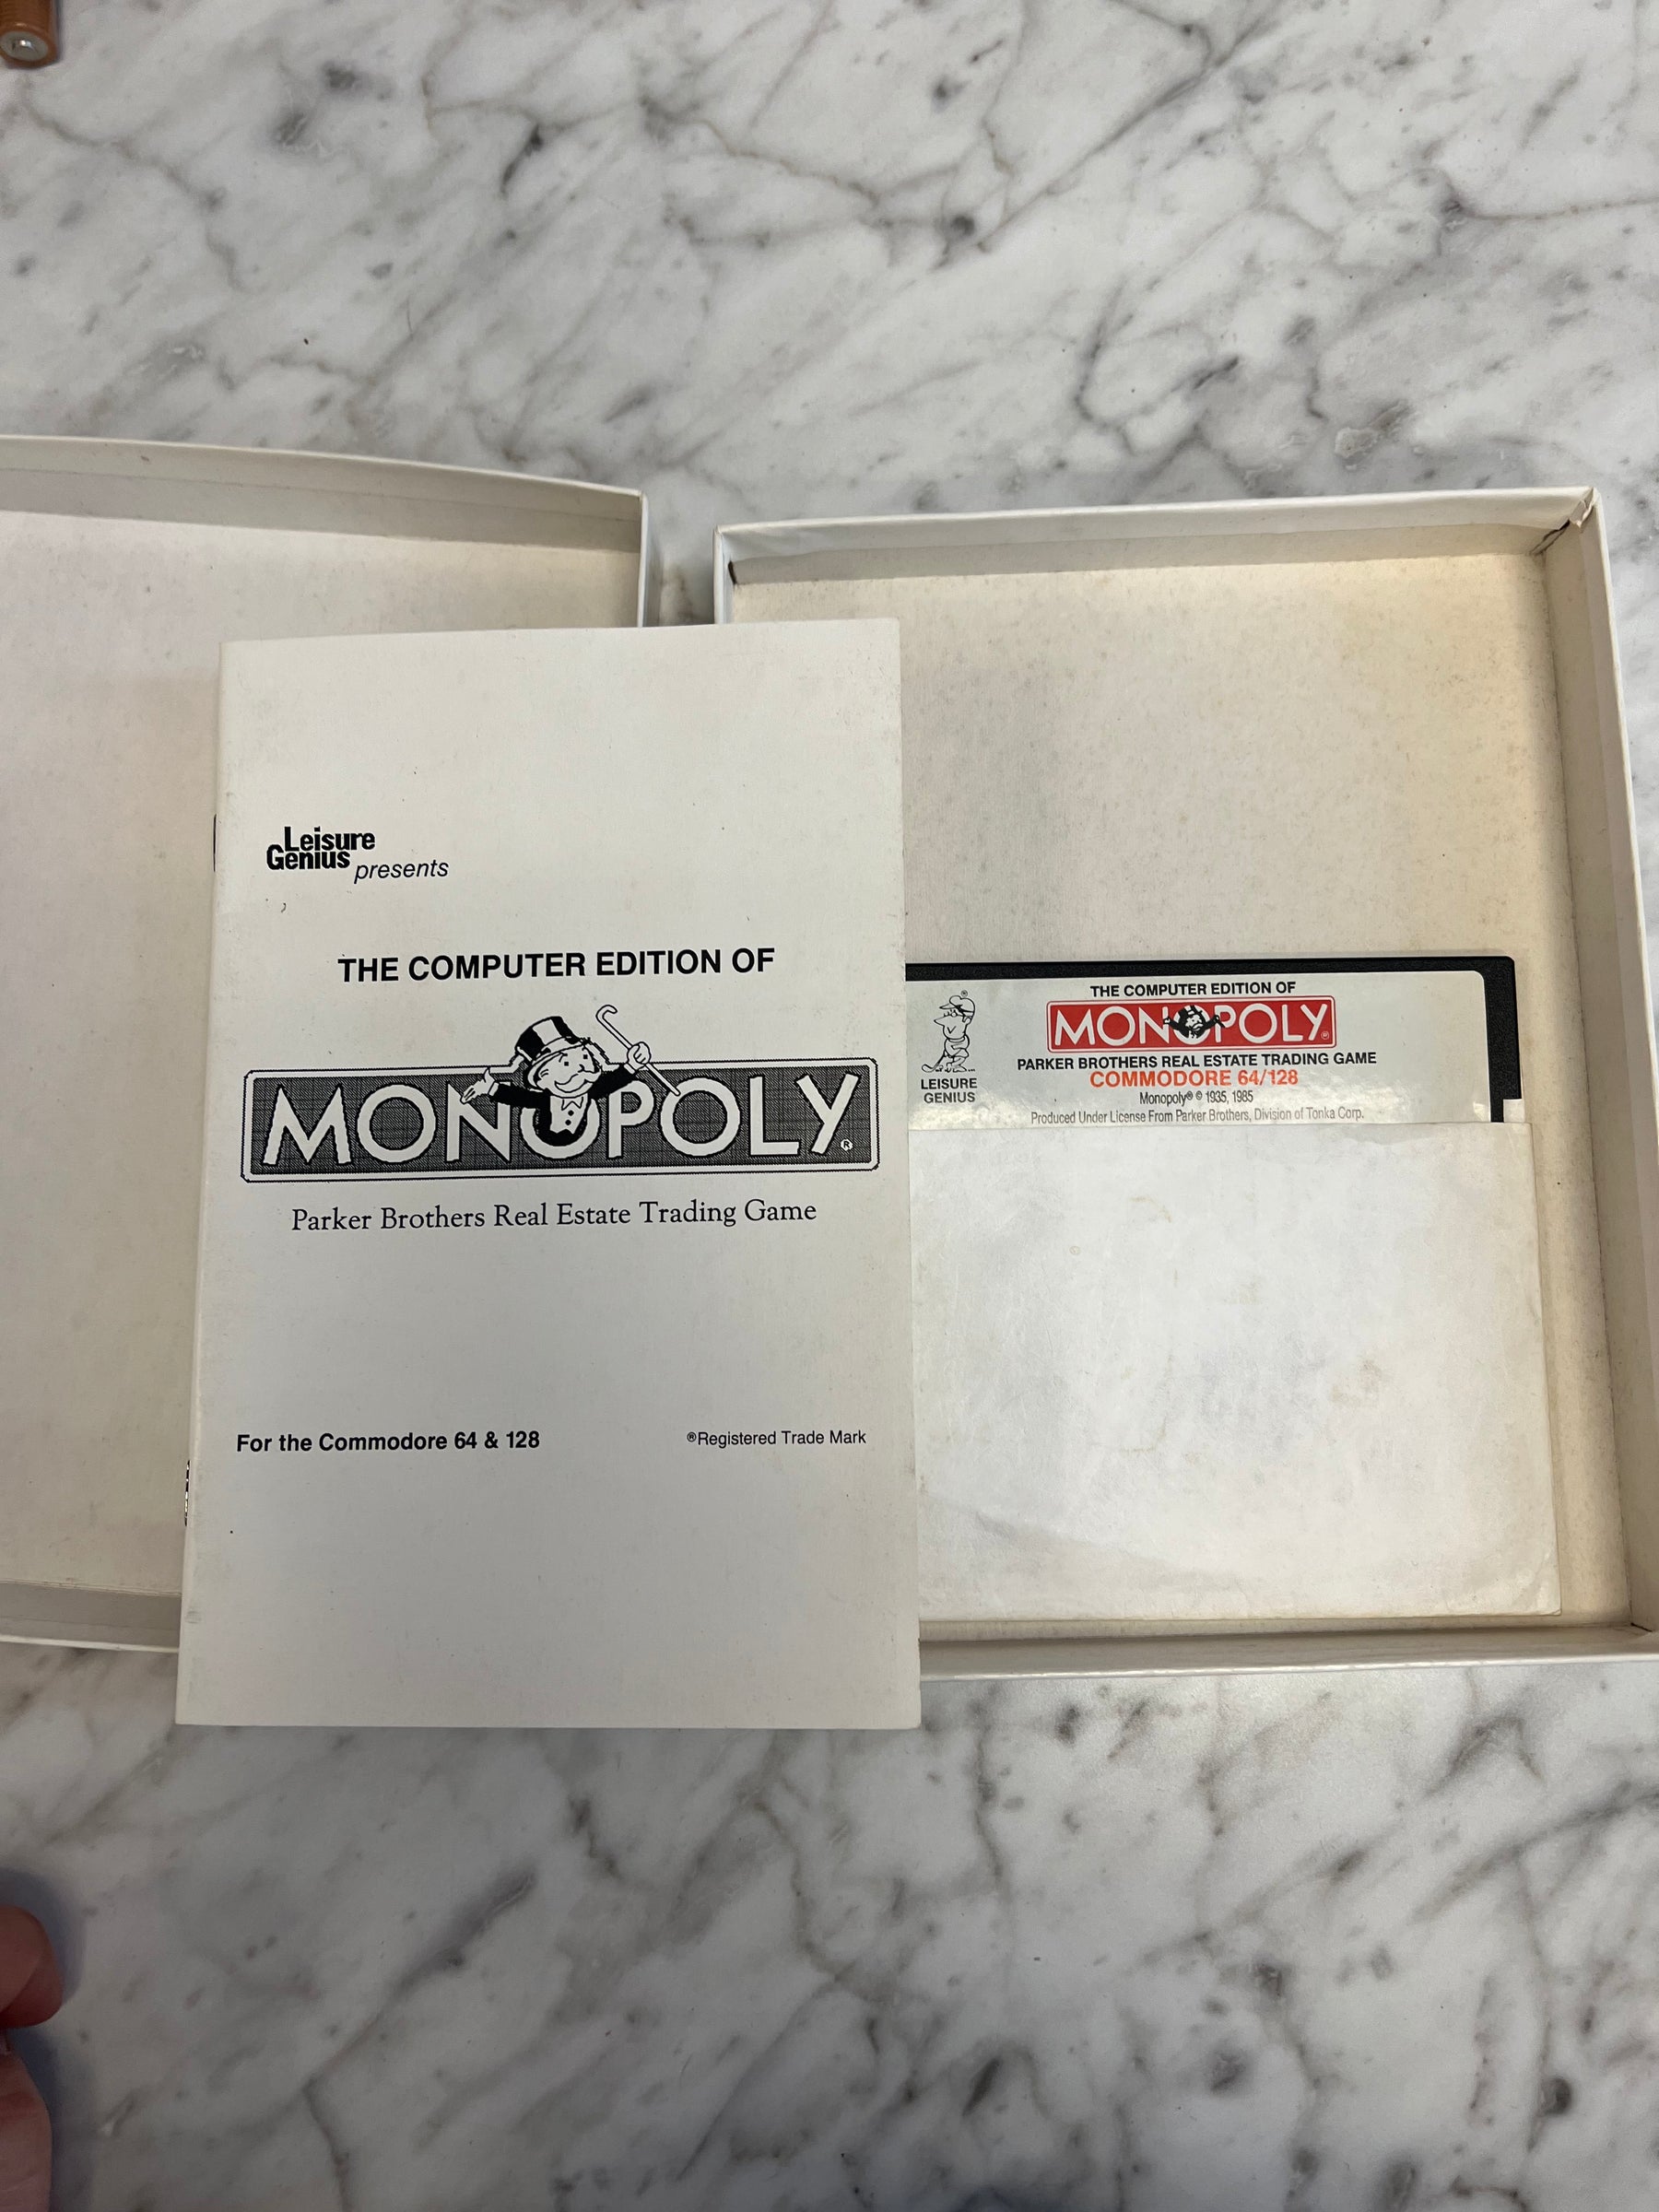 Leisure
Genius presents
THE COMPUTER EDITION OF
MONOPOLY®
Parker Brothers Real Estate Trading Game
For the Commodore 64 & 128
®Registered Trade Mark
®
LEISURE
GENIUS
THE COMPUTER EDITION OF
MONOPOLY®
PARKER BROTHERS REAL ESTATE TRADING GAME
COMMODORE 64/128
Monopoly® © 1935, 1985
Produced Under License From Parker Brothers, Division of Tonka Corp.